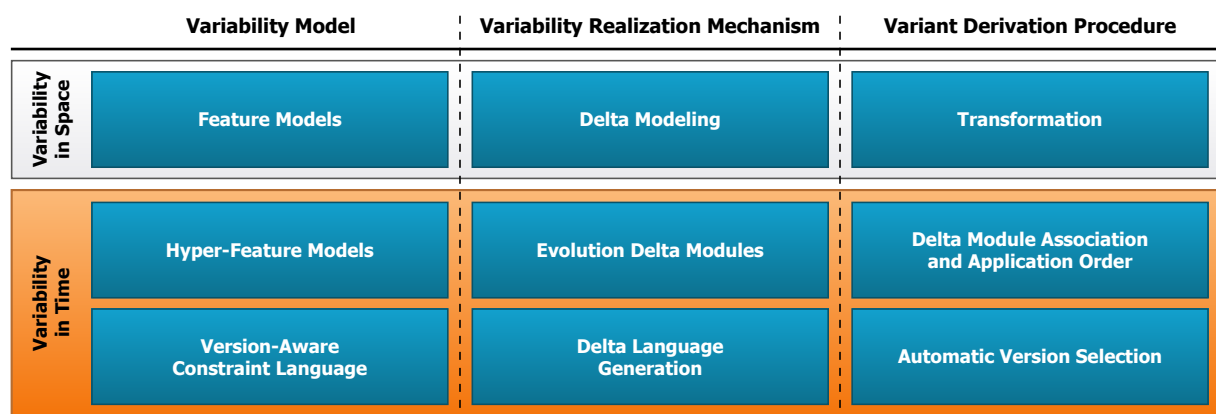 Variability Model
Variability Realization Mechanism
Variant Derivation Procedure
Variability
in Space
Feature Models
Delta Modeling
Transformation
Variability
in Time
Hyper-Feature Models
Evolution Delta Modules
Delta Module Association
and Application Order
Version-Aware
Constraint Language
Delta Language
Generation
Automatic Version Selection